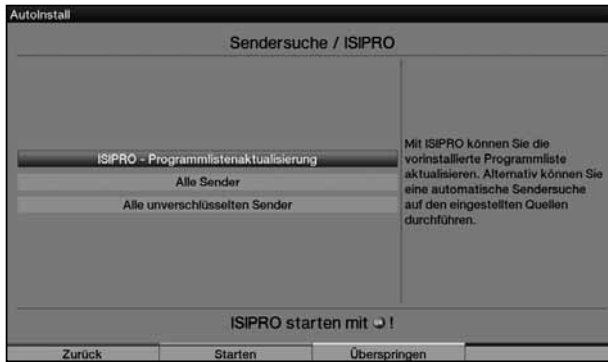 AutoInstall
Sendersuche / ISIPRO
ISIPRO - Programmlistenaktualisierung
Alle Sender
Alle unverschlüsselten Sender
Mit ISIPRO können Sie die
vorinstallierte Programmliste
aktualisieren. Alternativ können Sie
eine automatische Sendersuche
auf den eingestellten Quellen
durchführen.
ISIPRO starten mit !
Zurück
Starten
Überspringen